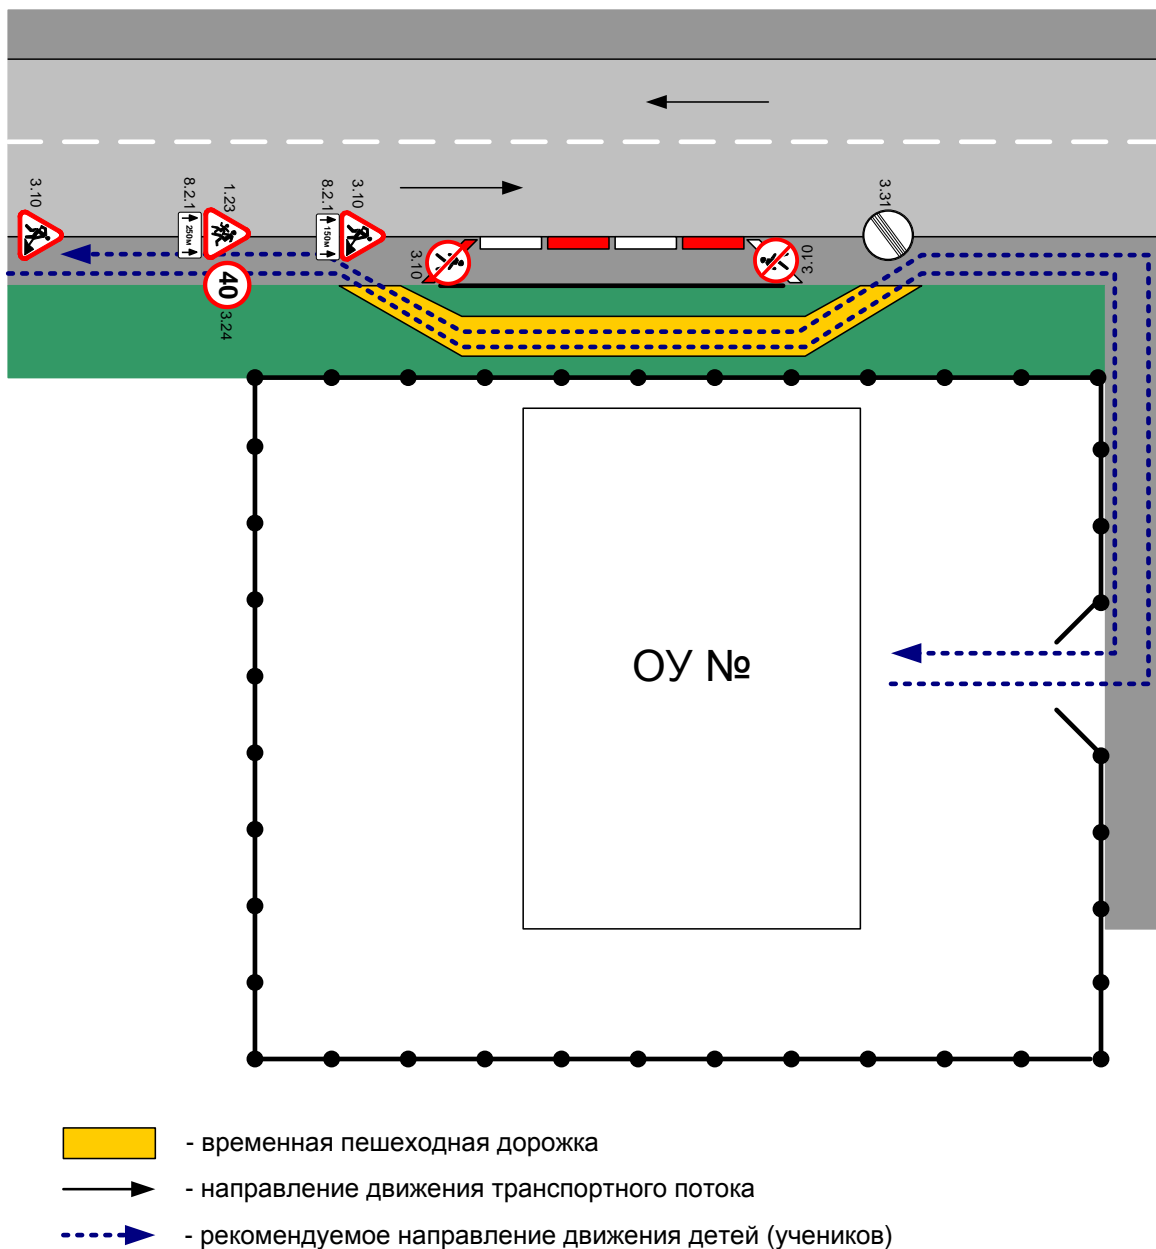 3.10
8.2.1
250м
1.23
40
3.24
8.2.1
150м
3.10
3.10
3.10
3.31
ОУ №
- временная пешеходная дорожка
- направление движения транспортного потока
- рекомендуемое направление движения детей (учеников)